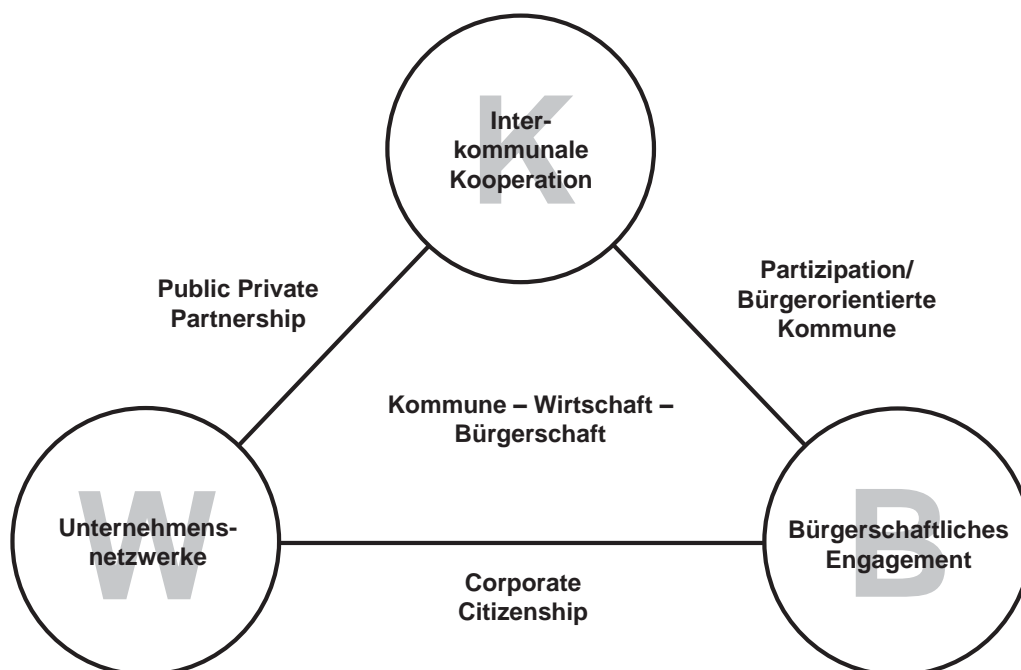 K
Inter-
kommunale
Kooperation
Public Private
Partnership
Partizipation/
Bürgerorientierte
Kommune
Kommune – Wirtschaft –
Bürgerschaft
W
Unternehmens-
netzwerke
B
Bürgerschaftliches
Engagement
Corporate
Citizenship